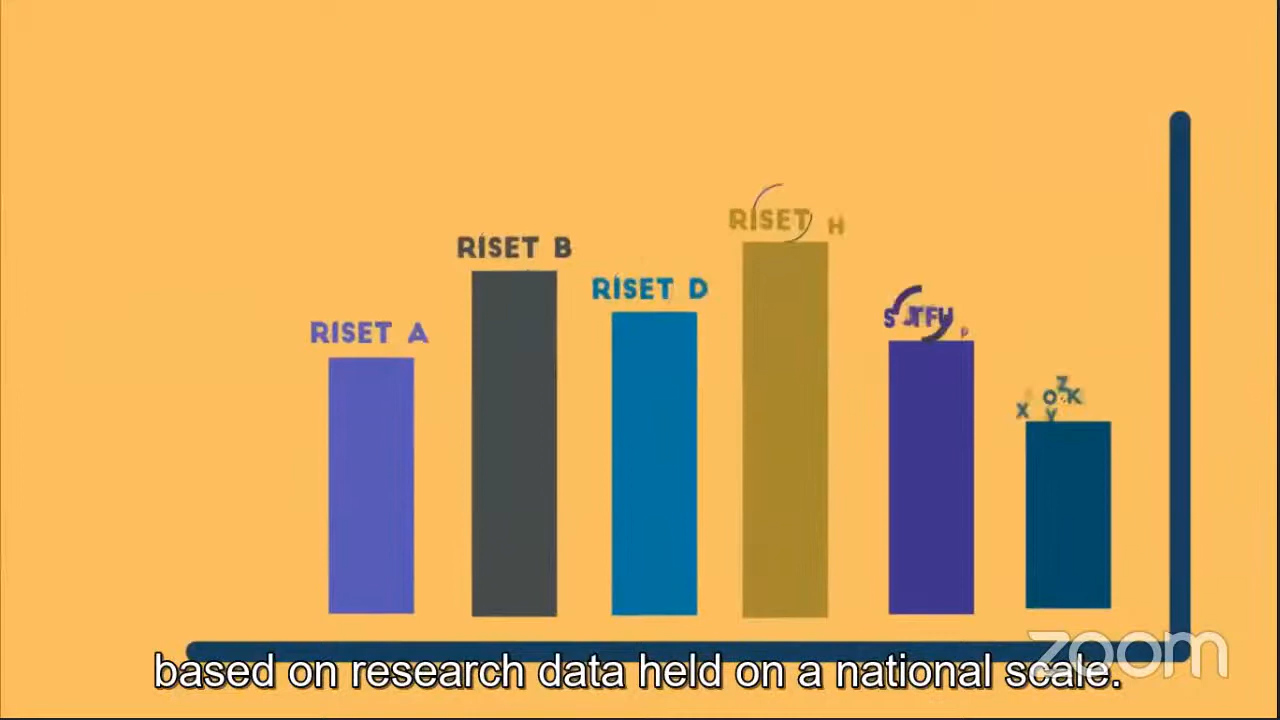 RISET H
RISET B
RISET D
RISET A
zoom
based on research data held on a national scale.